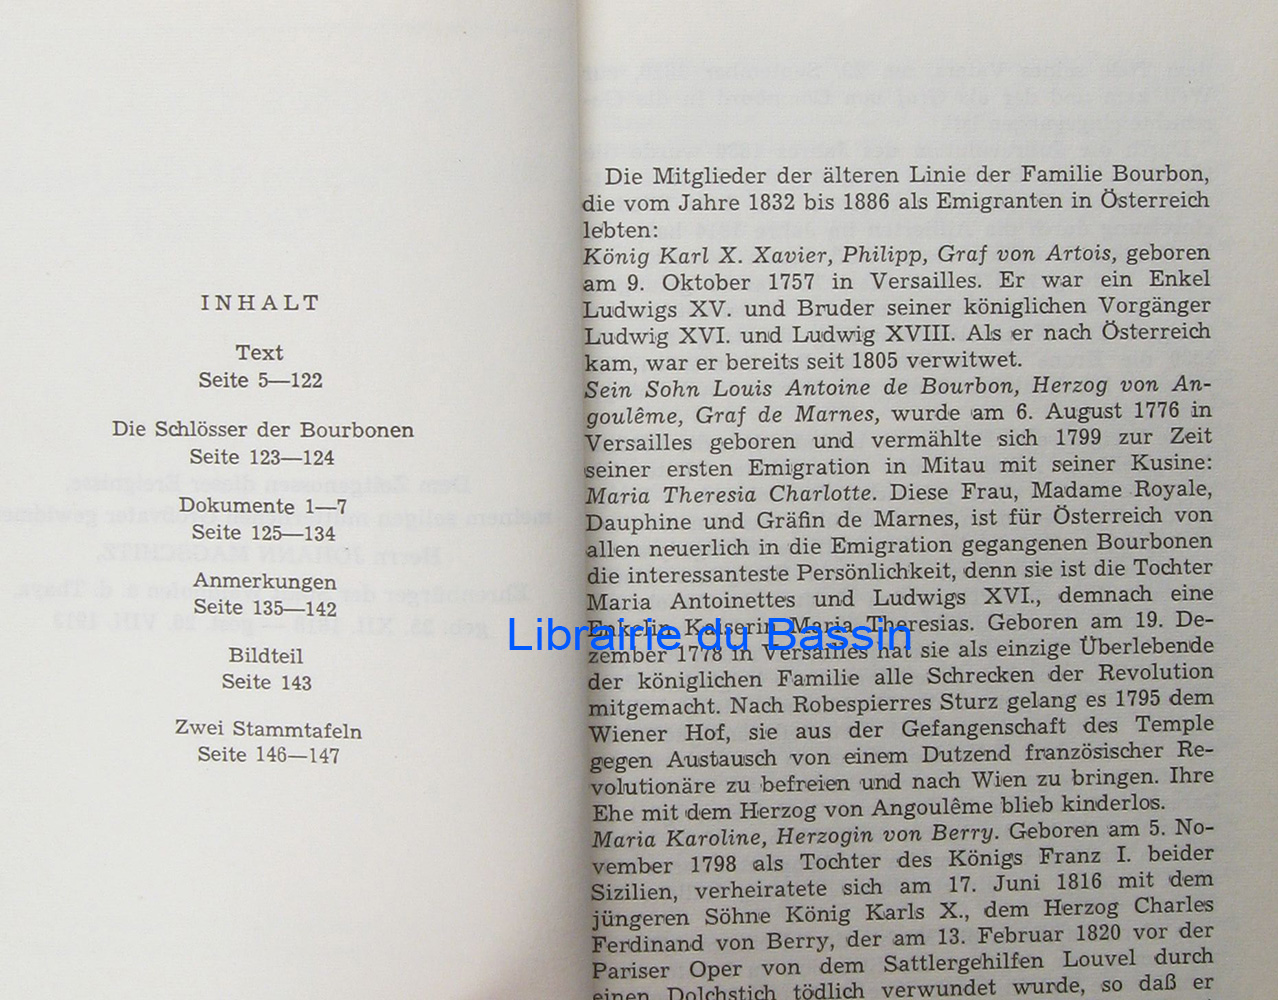 INHALT
Text
Seite 5—122
Die Schlösser der Bourbonen
Seite 123—124
Dokumente 1—7
Seite 125—134
Anmerkungen
Seite 135—142
Bildteil
Seite 143
Zwei Stammtafeln
Seite 146—147
Die Mitglieder der älteren Linie der Familie Bourbon,
die vom Jahre 1832 bis 1886 als Emigranten in Österreich
lebten:
König Karl X. Xavier, Philipp, Graf von Artois, geboren
am 9. Oktober 1757 in Versailles. Er war ein Enkel
Ludwigs XV. und Bruder seiner königlichen Vorgänger
Ludwig XVI. und Ludwig XVIII. Als er nach Österreich
kam, war er bereits seit 1805 verwitwet.
Sein Sohn Louis Antoine de Bourbon, Herzog von An-
goulême, Graf de Marnes, wurde am 6. August 1776 in
Versailles geboren und vermählte sich 1799 zur Zeit
seiner ersten Emigration in Mitau mit seiner Kusine:
Maria Theresia Charlotte. Diese Frau, Madame Royale,
Dauphine und Gräfin de Marnes, ist für Österreich von
allen neuerlich in die Emigration gegangenen Bourbonen
die interessanteste Persönlichkeit, denn sie ist die Tochter
Maria Antoinettes und Ludwigs XVI., demnach eine
Enkelin Kaiserin Maria Theresias. Geboren am 19. De-
zember 1778 in Versailles hat sie als einzige Überlebende
der königlichen Familie alle Schrecken der Revolution
mitgemacht. Nach Robespierres Sturz gelang es 1795 dem
Wiener Hof, sie aus der Gefangenschaft des Temple
gegen Austausch von einem Dutzend französischer Re-
volutionäre zu befreien und nach Wien zu bringen. Ihre
Ehe mit dem Herzog von Angoulême blieb kinderlos.
Maria Karoline, Herzogin von Berry. Geboren am 5. No-
vember 1798 als Tochter des Königs Franz I. beider
Sizilien, verheiratete sich am 17. Juni 1816 mit dem
jüngeren Söhne König Karls X., dem Herzog Charles
Ferdinand von Berry, der am 13. Februar 1820 vor der
Pariser Oper von dem Sattlergehilfen Louvel durch
einen Dolchstich tödlich verwundet wurde, so daß er
Librairie du Bassin